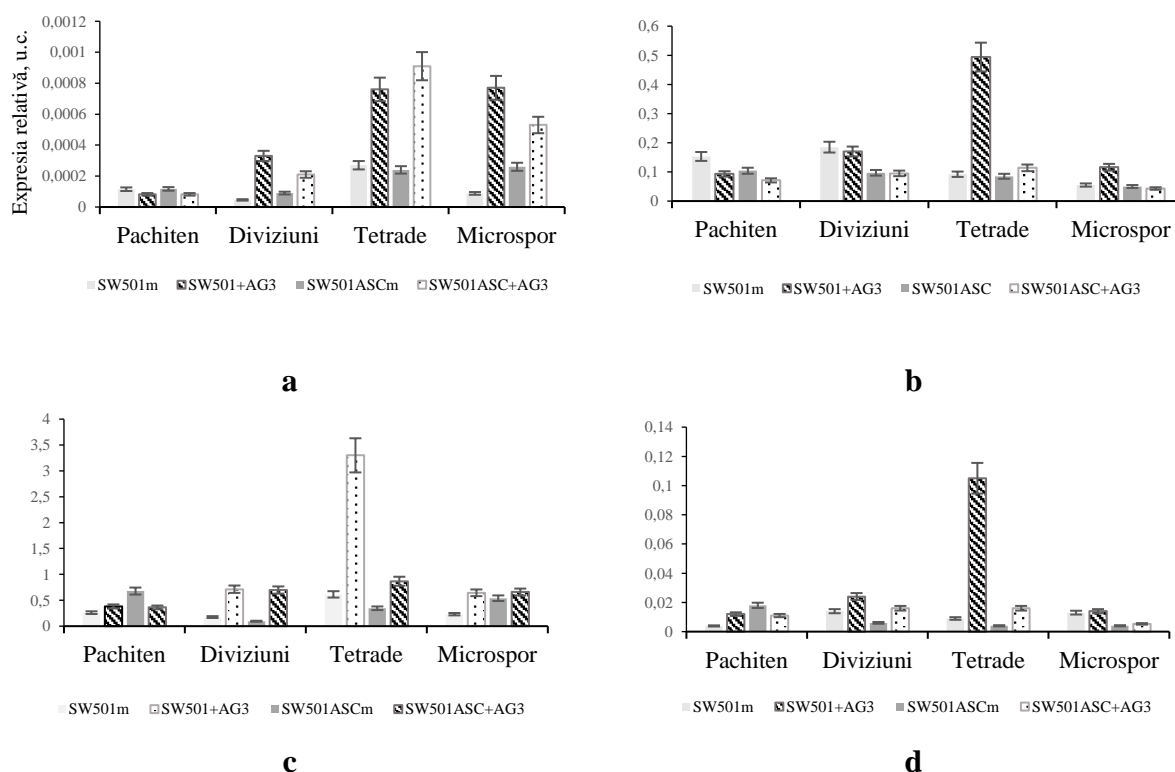 Expresia relativă, u.c.
0,0012
0,001
0,0008
0,0006
0,0004
0,0002
0
Pachiten Diviziuni Tetrade Microspor
SW501m SW501+AG3 SW501ASCm SW501ASC+AG3
a
0,6
0,5
0,4
0,3
0,2
0,1
0
Pachiten Diviziuni Tetrade Microspor
SW501m SW501+AG3 SW501ASC SW501ASC+AG3
b
4
3,5
3
2,5
2
1,5
1
0,5
0
Pachiten Diviziuni Tetrade Microspor
SW501m SW501+AG3 SW501ASCm SW501ASC+AG3
c
0,14
0,12
0,1
0,08
0,06
0,04
0,02
0
Pachiten Diviziuni Tetrade Microspor
SW501m SW501+AG3 SW501ASCm SW501ASC+AG3
d